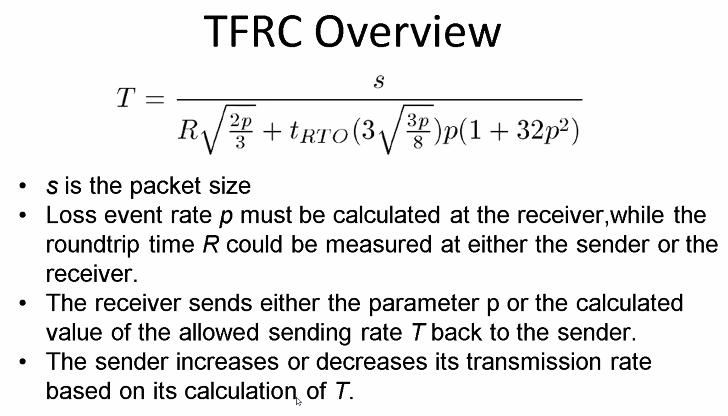 TFRC Overview
T = \frac{s}{R\sqrt{\frac{2p}{3}} + t_{RTO}(3\sqrt{\frac{3p}{8}})p(1 + 32p^2)}
• s is the packet size
• Loss event rate p must be calculated at the receiver,while the
roundtrip time R could be measured at either the sender or the
receiver.
• The receiver sends either the parameter p or the calculated
value of the allowed sending rate T back to the sender.
• The sender increases or decreases its transmission rate
based on its calculation of T.